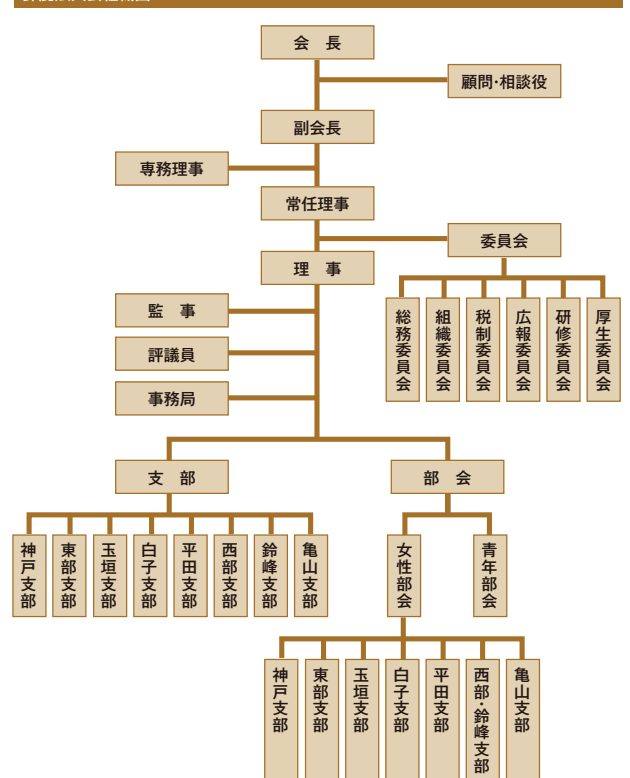 会　長
顧問･相談役
副会長
専務理事
常任理事
委員会
理　事
監　事
評議員
事務局
総務委員会
組織委員会
税制委員会
広報委員会
研修委員会
厚生委員会
支　部
部　会
神戸支部
東部支部
玉垣支部
白子支部
平田支部
西部支部
鈴峰支部
亀山支部
女性部会
青年部会
神戸支部
東部支部
玉垣支部
白子支部
平田支部
西部･鈴峰支部
亀山支部